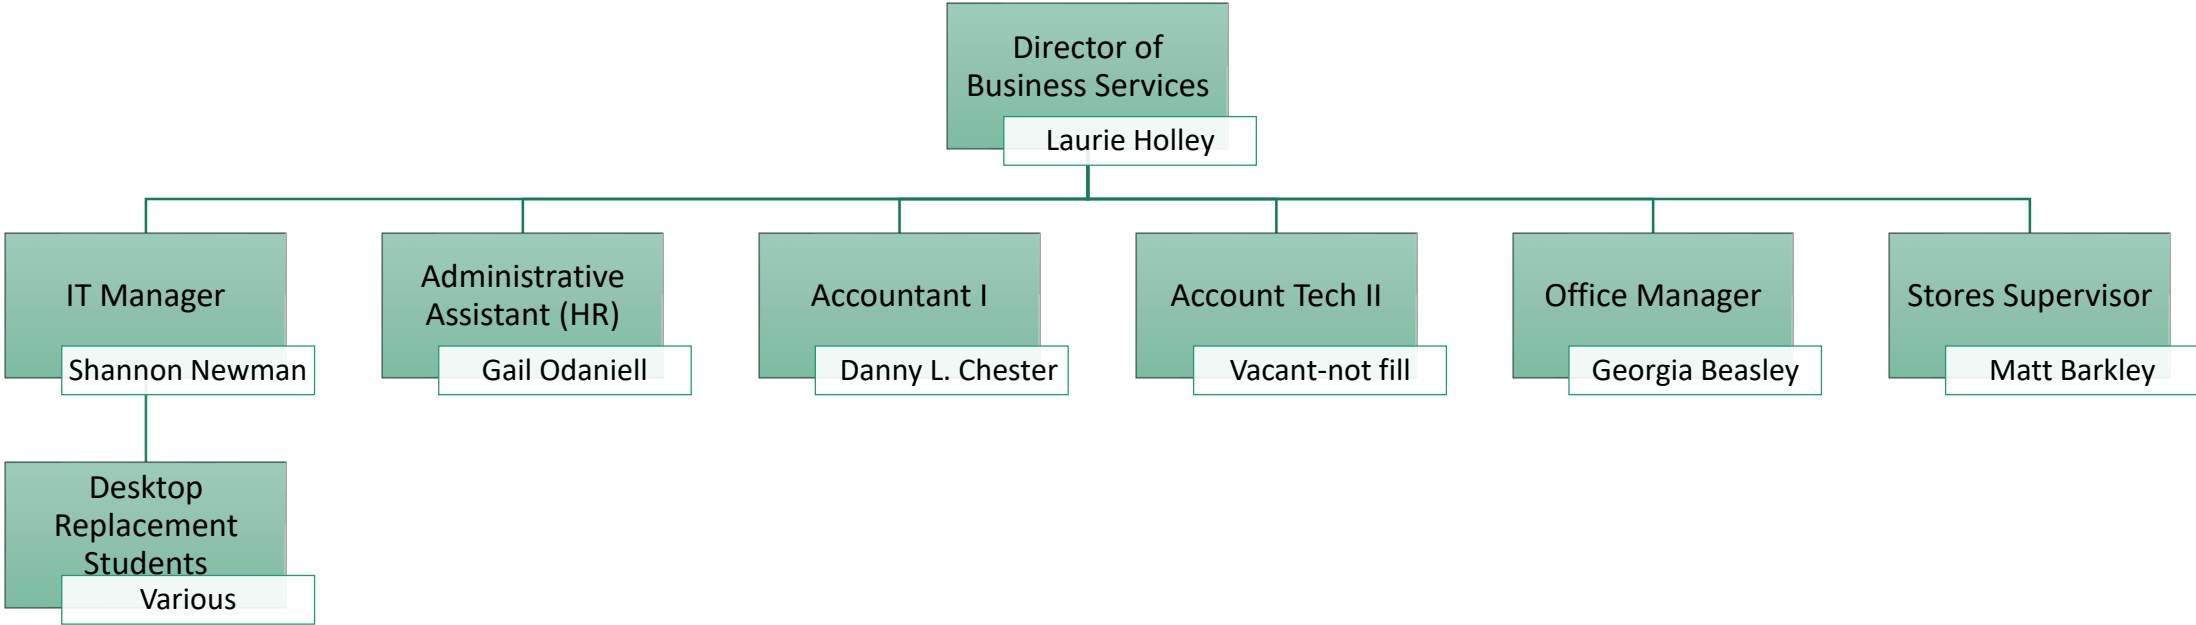 Director of
Business Services
Laurie Holley
IT Manager
Shannon Newman
Administrative
Assistant (HR)
Gail Odaniell
Accountant I
Danny L. Chester
Account Tech II
Vacant-not fill
Office Manager
Georgia Beasley
Stores Supervisor
Matt Barkley
Desktop
Replacement
Students
Various